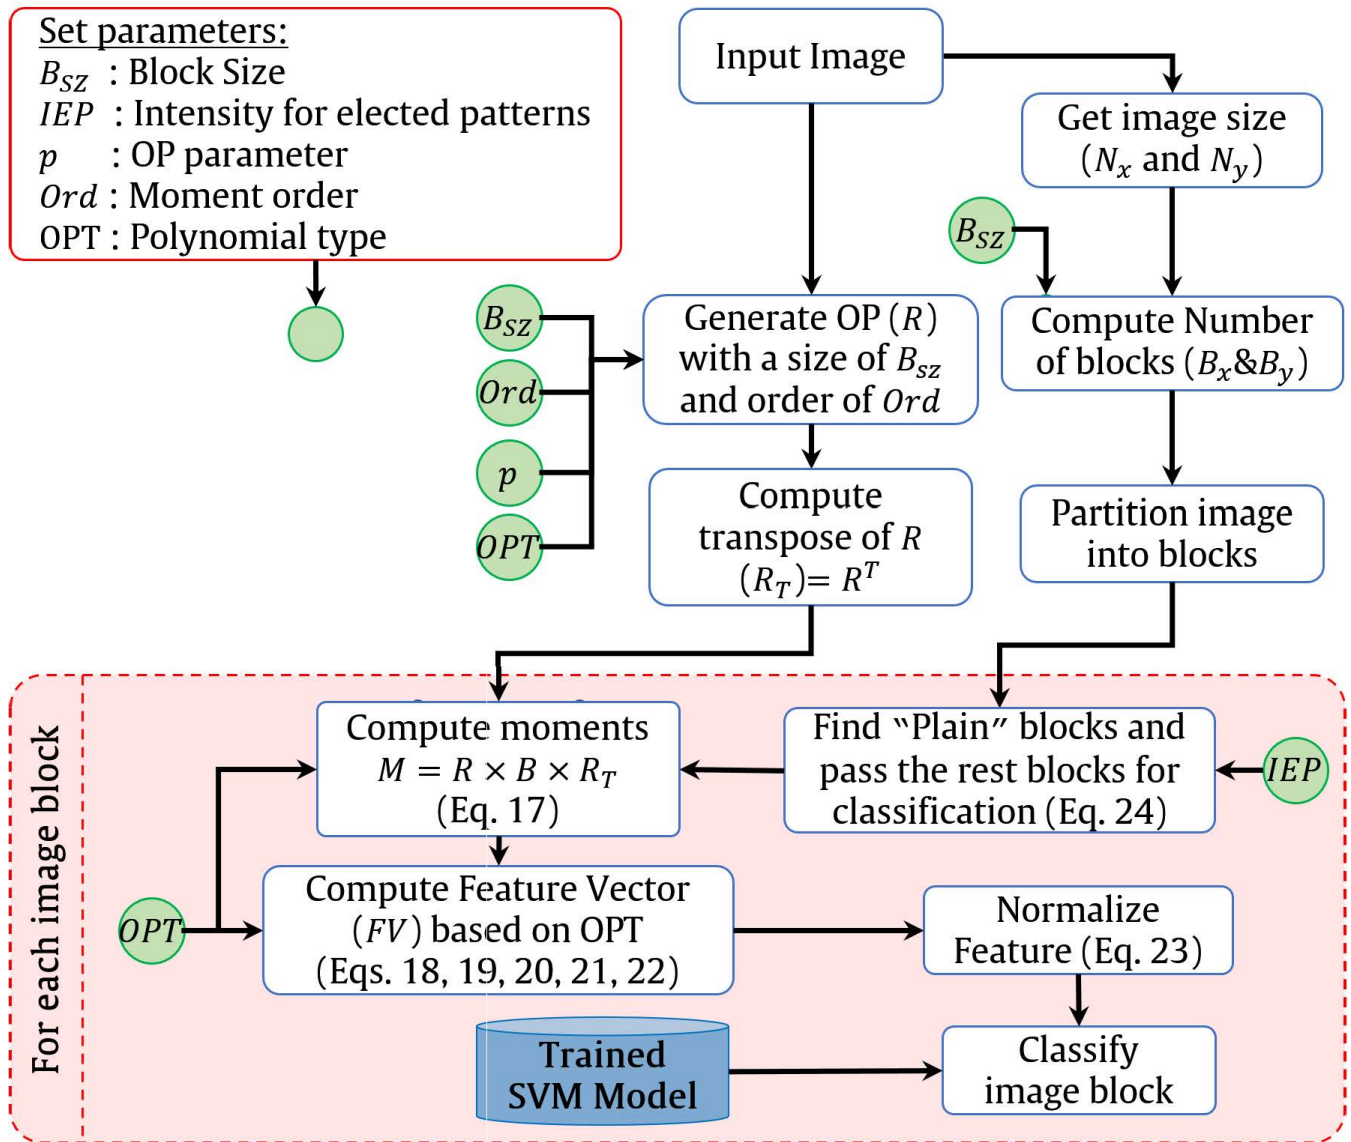 Set parameters:
B_SZ : Block Size
IEP : Intensity for elected patterns
p : OP parameter
Ord : Moment order
OPT : Polynomial type
Input Image
Get image size
(N_x and N_y)
B_SZ
Compute Number
of blocks (B_x&B_y)
B_SZ
Ord
p
OPT
Generate OP (R)
with a size of B_sz
and order of Ord
Compute
transpose of R
(R_T)= R^T
Partition image
into blocks
For each image block
Compute moments
M = R × B × R_T
(Eq. 17)
Find "Plain" blocks and
pass the rest blocks for
classification (Eq. 24)
IEP
OPT
Compute Feature Vector
(FV) based on OPT
(Eqs. 18, 19, 20, 21, 22)
Normalize
Feature (Eq. 23)
Trained
SVM Model
Classify
image block